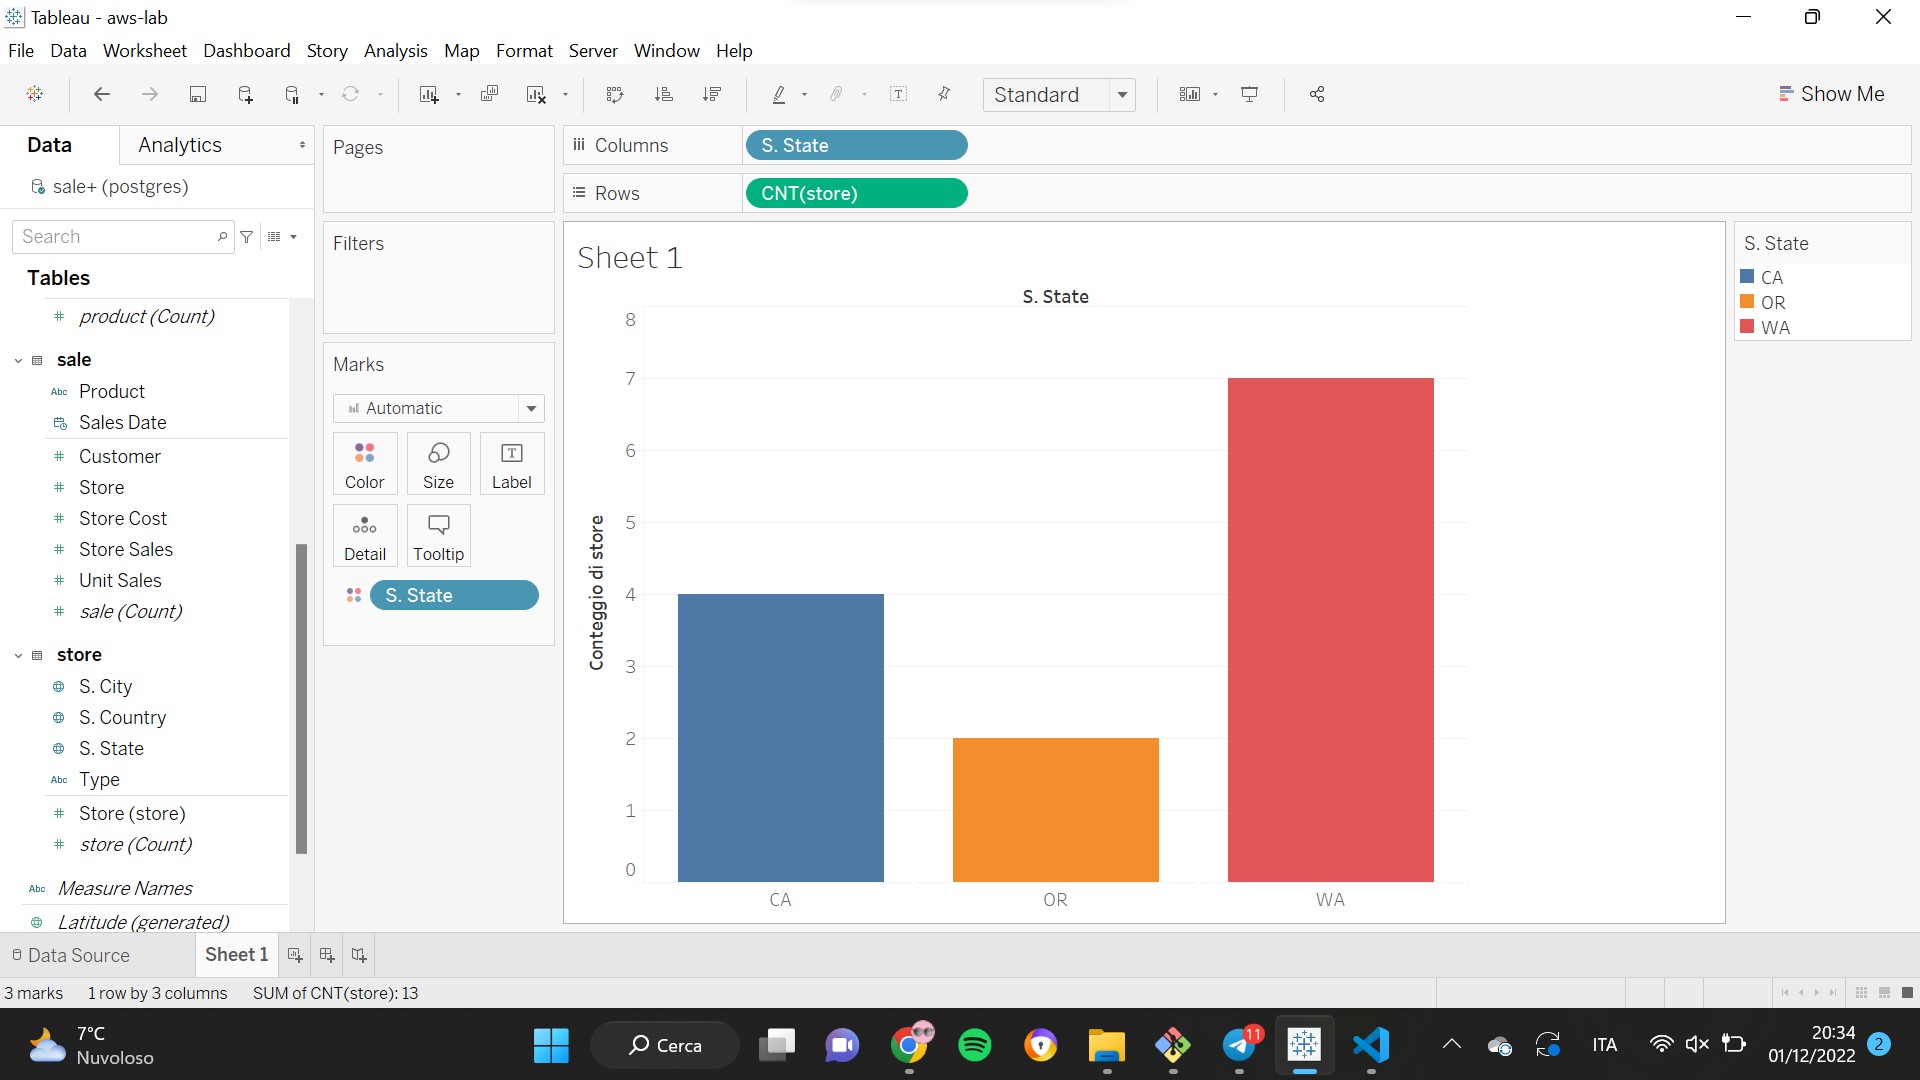 Tableau - aws-lab
File Data Worksheet Dashboard Story Analysis Map Format Server Window Help
Standard
Show Me
Data
Analytics
sale+ (postgres)
Search
Tables
product (Count)
sale
Abc Product
Sales Date
# Customer
# Store
# Store Cost
# Store Sales
# Unit Sales
# sale (Count)
store
S. City
S. Country
S. State
Abc Type
# Store (store)
# store (Count)
Abc Measure Names
Latitude (generated)
Pages
Filters
Marks
Automatic
Color
Size
Label
Detail
Tooltip
S. State
Columns
S. State
Rows
CNT(store)
Sheet 1
S. State
Conteggio di store
8
7
6
5
4
3
2
1
0
CA
OR
WA
S. State
CA
OR
WA
Data Source
Sheet 1
3 marks
1 row by 3 columns
SUM of CNT(store): 13
7°C
Nuvoloso
Cerca
11
ITA
20:34
01/12/2022
2